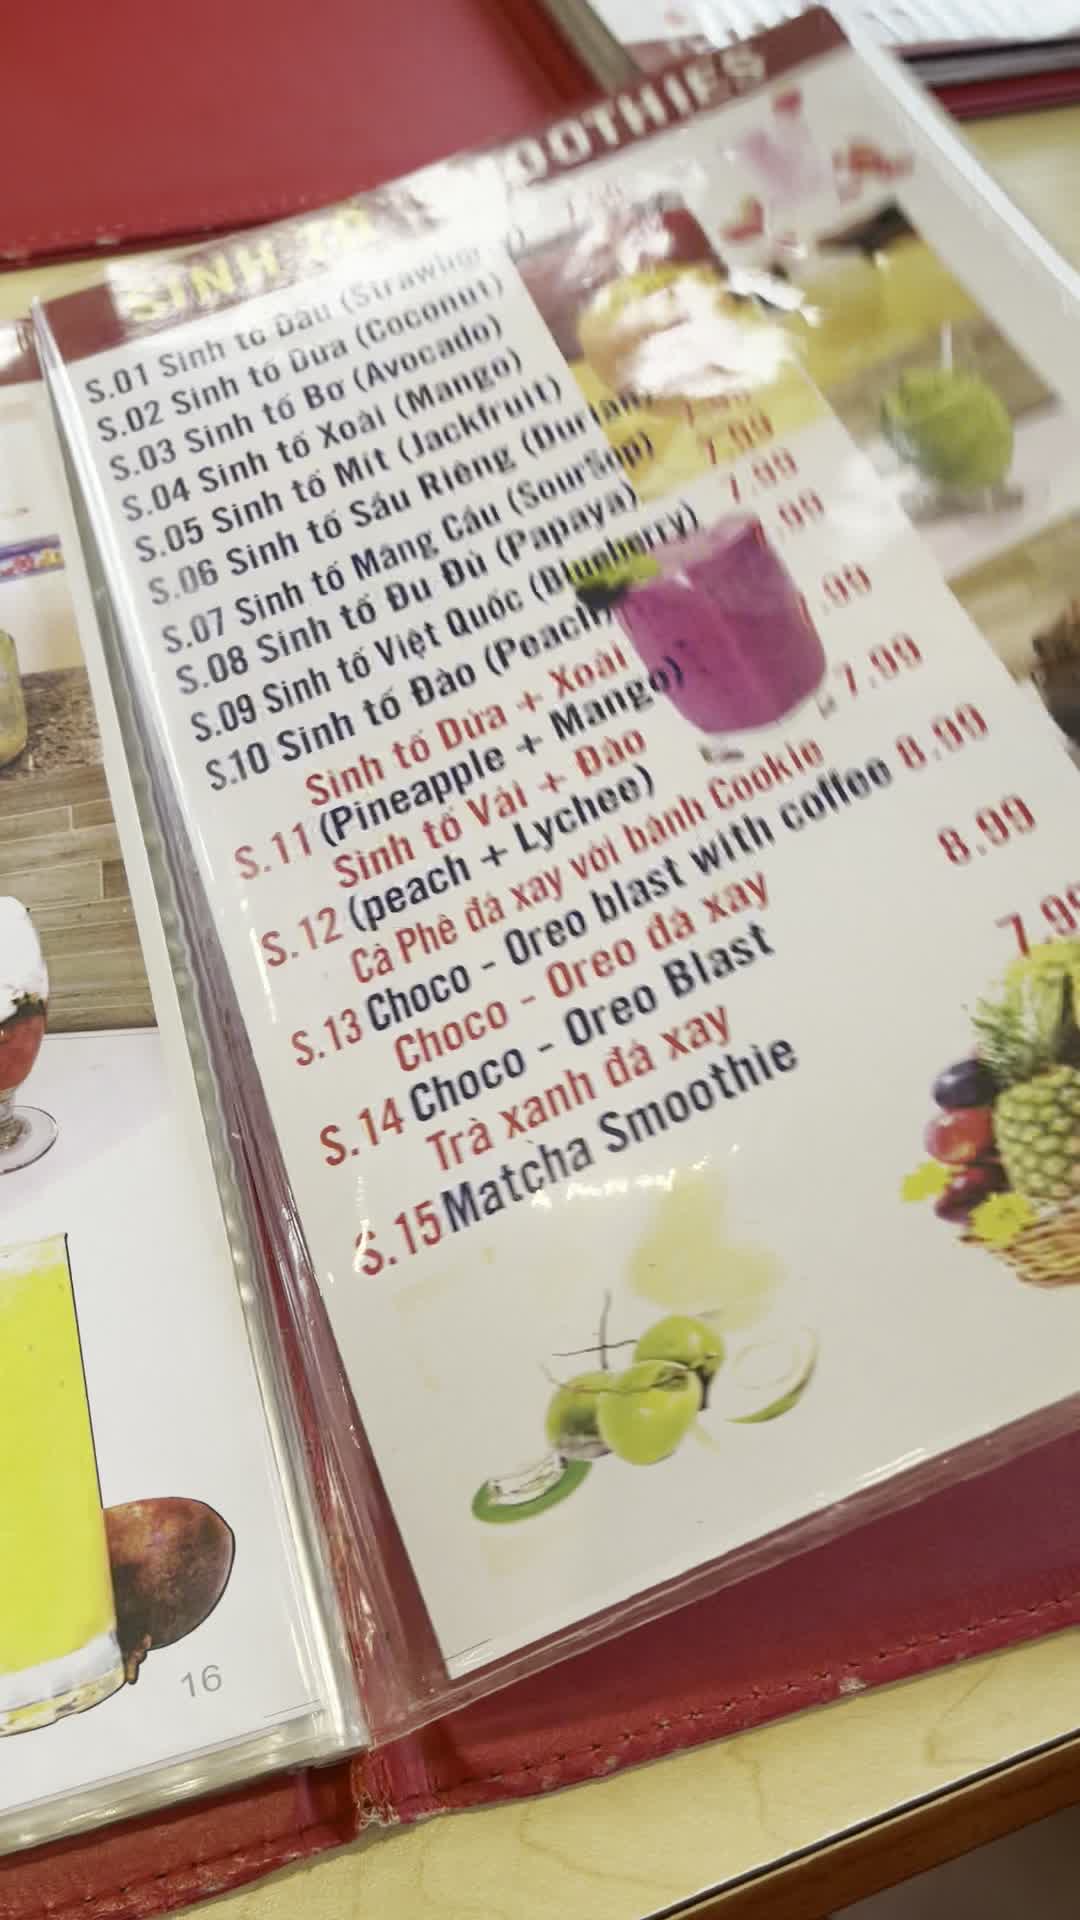 SINH TỐ
S.01 Sinh tố Dâu
S.02 Sinh tố Dừa (Coconut)
S.03 Sinh tố Bơ (Avocado)
S.04 Sinh tố Xoài (Mango)
S.05 Sinh tố Mít (Jackfruit)
S.06 Sinh tố Sầu Riêng (Durian)
7.99
S.07 Sinh tố Mãng Cầu (SourSop)
7.99
S.08 Sinh tố Đu Đủ (Papaya)
S.09 Sinh tố Việt Quốc (Blueberry)
S.10 Sinh tố Đào (Peach)
Sinh tố Dứa + Xoài
S.11 (Pineapple + Mango)
7.99
Sinh tố Vải + Đào
S.12 (peach + Lychee)
Cà Phê đá xay với bánh Cookie
S.13 Choco - Oreo blast with coffee 8.99
Choco - Oreo đá xay
S.14 Choco - Oreo Blast
8.99
Trà xanh đá xay
S.15 Matcha Smoothie
16